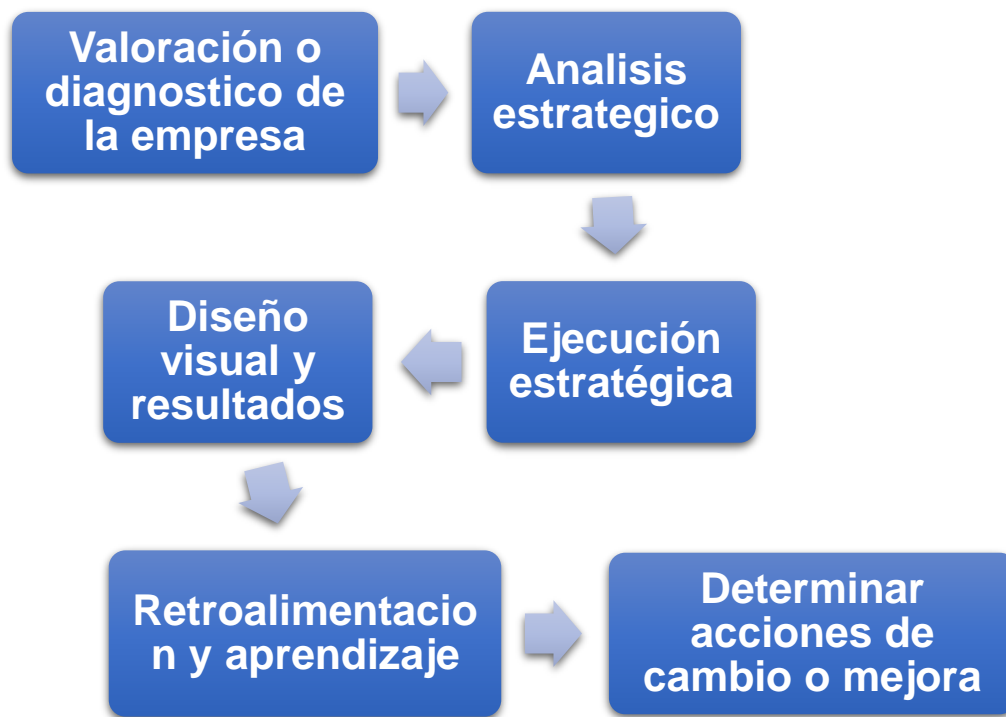 Valoración o
diagnostico de
la empresa
Analisis
estrategico
Ejecución
estratégica
Diseño
visual y
resultados
Retroalimentacio
n y aprendizaje
Determinar
acciones de
cambio o mejora